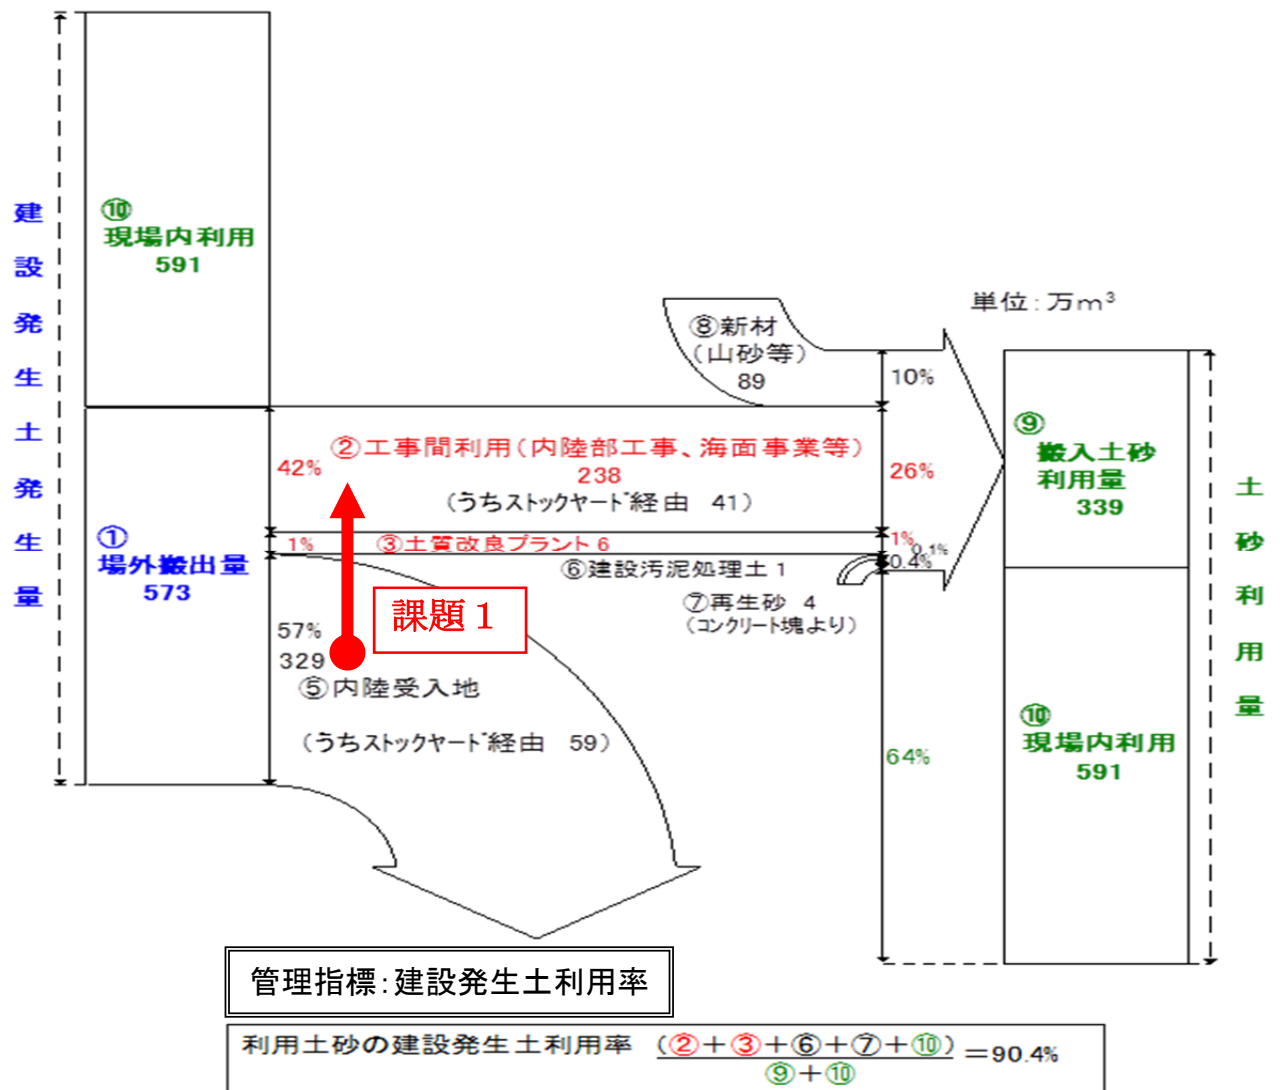 建設発生土発生量
⑩
現場内利用
591
単位:万m³
⑧新材
(山砂等)
89
10%
②工事間利用(内陸部工事、海面事業等)
42%
238
26%
(うちストックヤード経由 41)
⑨
搬入土砂
利用量
339
土砂利用量
①
場外搬出量
573
1%
③土質改良プラント 6
1%
0.1%
⑥建設汚泥処理土 1
0.4%
⑦再生砂 4
(コンクリート塊より)
課題1
57%
329
⑤内陸受入地
(うちストックヤード経由 59)
64%
⑩
現場内利用
591
管理指標:建設発生土利用率
利用土砂の建設発生土利用率 (②+③+⑥+⑦+⑩) =90.4%
⑨+⑩